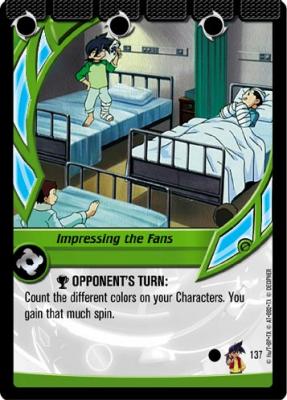 Impressing the Fans
OPPONENT'S TURN:
Count the different colors on your Characters. You
gain that much spin.
137